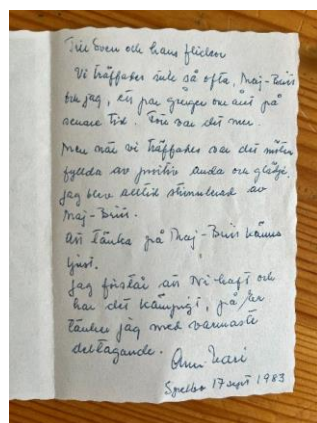 Till Sven och hans flickor
Vi träffades inte så ofta, Maj-Britt
och jag, ett par gånger om året på
senare tid. Förr var det mer.
Men när vi träffades var det möten
fyllda av positiv anda och glädje.
Jag blev alltid stimulerad av
Maj-Britt.
Att tänka på Maj-Britt känns
ljust.
Jag förstår att Ni haft och
har det kämpigt, på Er
tänker jag med varmaste
deltagande.
Ann Mari
17 sept 1983